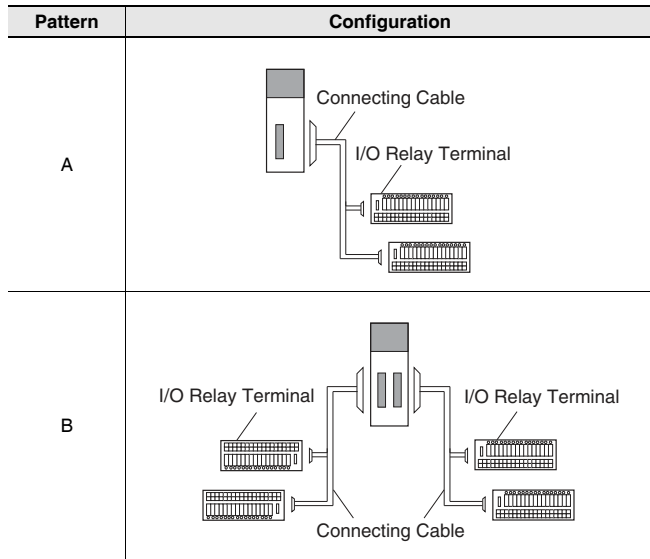 Pattern Configuration
A
Connecting Cable
I/O Relay Terminal
B
I/O Relay Terminal I/O Relay Terminal
Connecting Cable